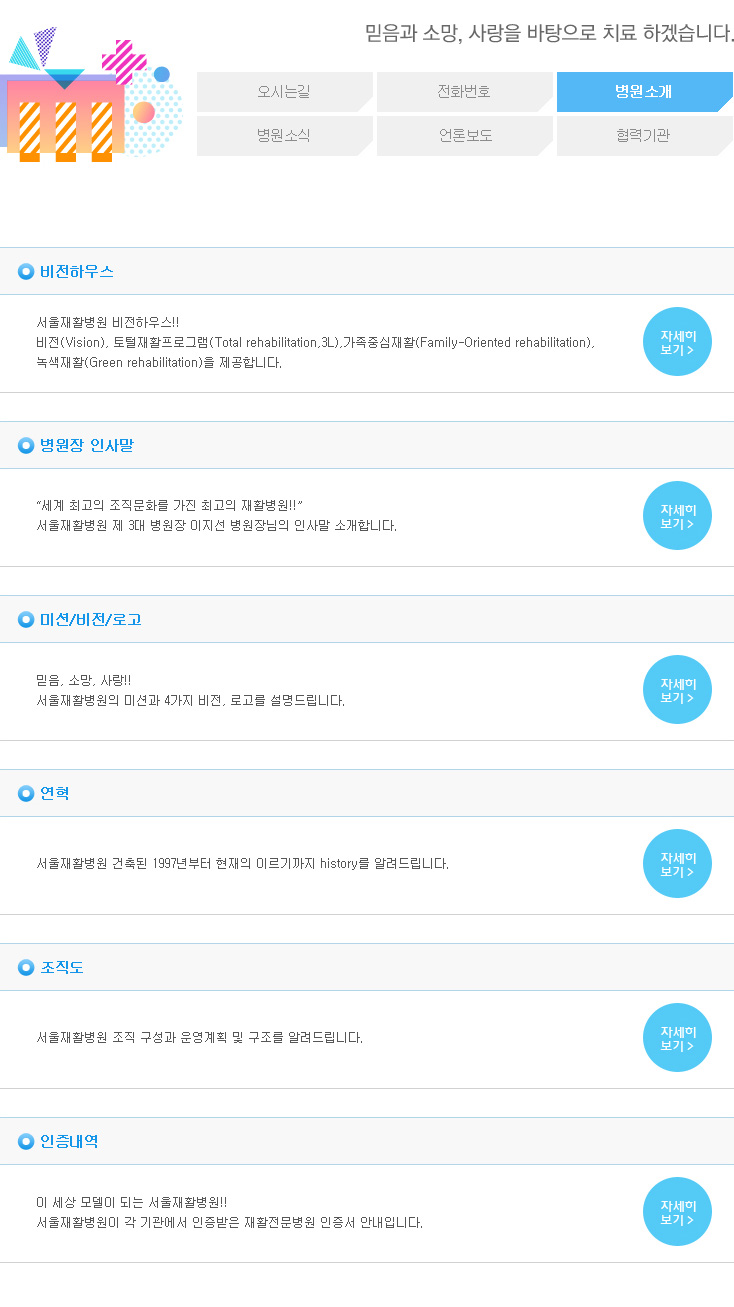 믿음과 소망, 사랑을 바탕으로 치료 하겠습니다.
오시는길
전화번호
병원소개
병원소식
언론보도
협력기관
비전하우스
서울재활병원 비전하우스!!
비전(Vision), 토털재활프로그램(Total rehabilitation,3L),가족중심재활(Family-Oriented rehabilitation),
녹색재활(Green rehabilitation)을 제공합니다.
자세히
보기 >
병원장 인사말
“세계 최고의 조직문화를 가진 최고의 재활병원!!”
서울재활병원 제 3대 병원장 이지선 병원장님의 인사말 소개합니다.
자세히
보기 >
미션/비전/로고
믿음, 소망, 사랑!!
서울재활병원의 미션과 4가지 비전, 로고를 설명드립니다.
자세히
보기 >
연혁
서울재활병원 건축된 1997년부터 현재의 이르기까지 history를 알려드립니다.
자세히
보기 >
조직도
서울재활병원 조직 구성과 운영계획 및 구조를 알려드립니다.
자세히
보기 >
인증내역
이 세상 모델이 되는 서울재활병원!!
서울재활병원이 각 기관에서 인증받은 재활전문병원 인증서 안내입니다.
자세히
보기 >